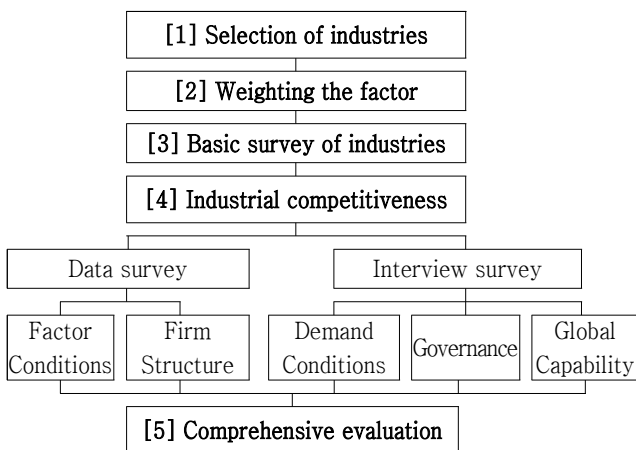 [1] Selection of industries
[2] Weighting the factor
[3] Basic survey of industries
[4] Industrial competitiveness
Data survey
Interview survey
Factor
Conditions
Firm
Structure
Demand
Conditions
Governance
Global
Capability
[5] Comprehensive evaluation